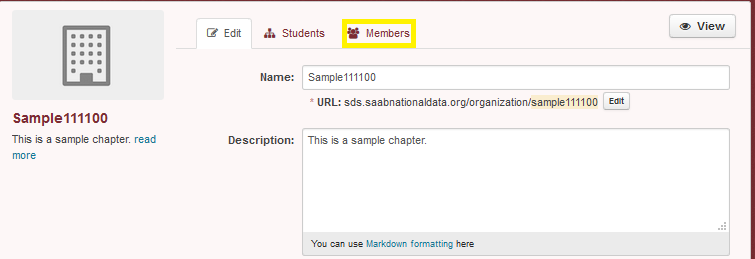 Edit
Students
Members
View
Name:
Sample111100
* URL: sds.saabnationaldata.org/organization/sample111100 Edit
Sample111100
This is a sample chapter. read
more
Description:
This is a sample chapter.
You can use Markdown formatting here